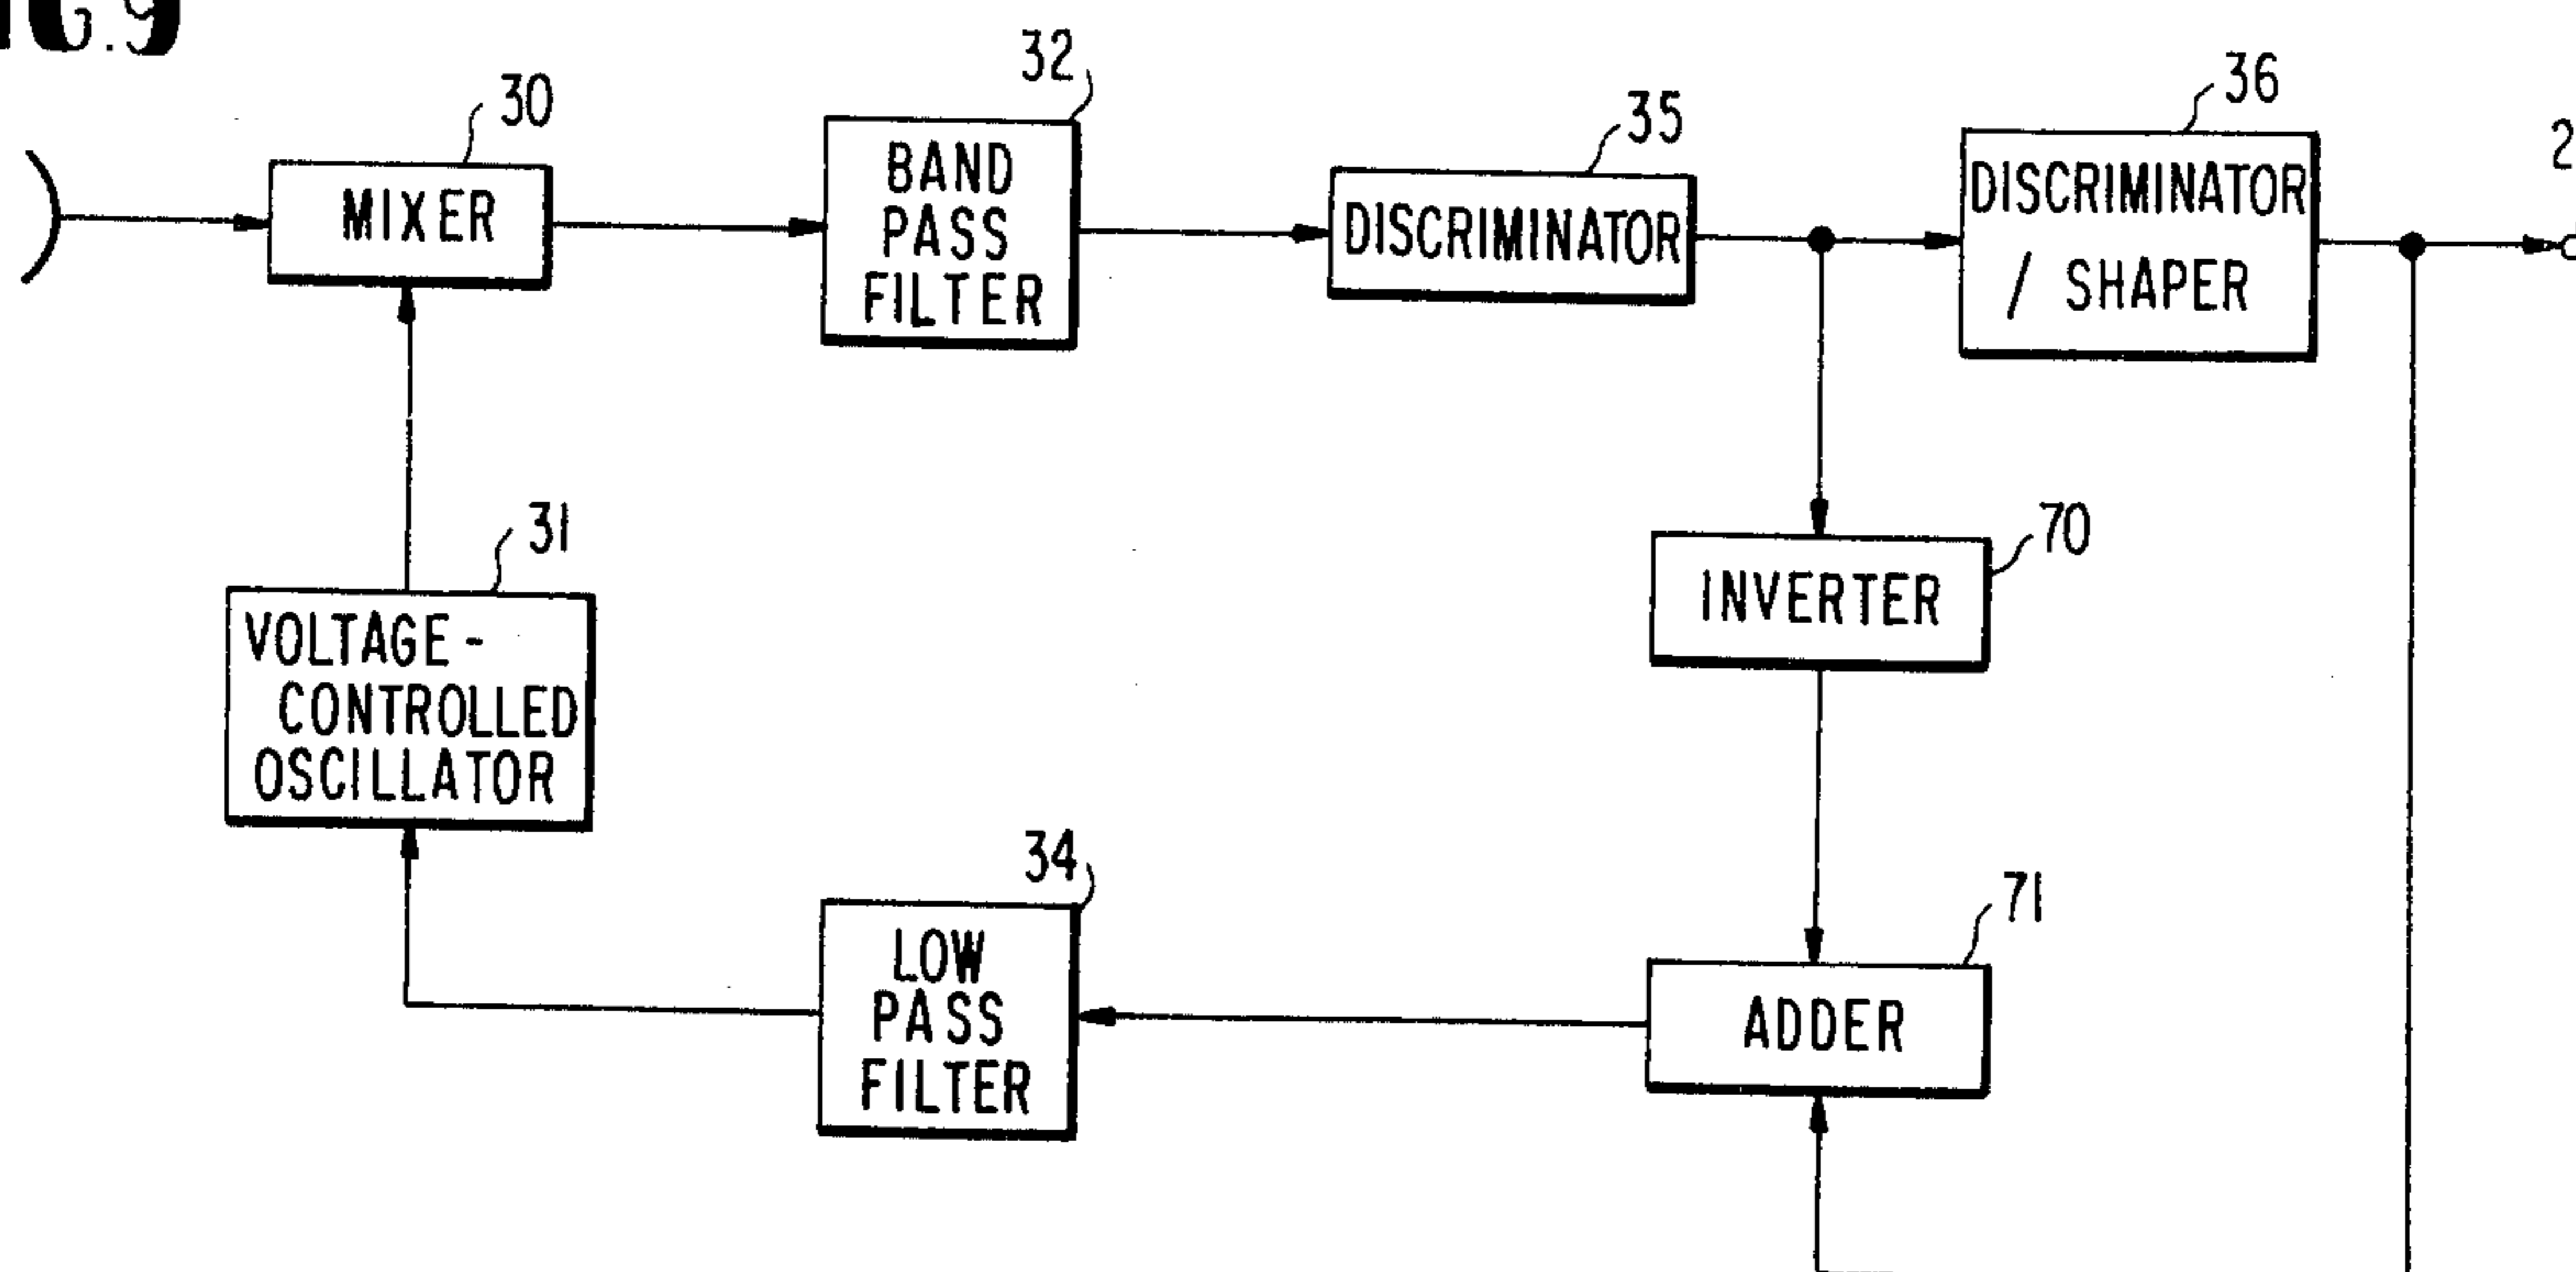 FIG.9
30
MIXER
32
BAND
PASS
FILTER
35
DISCRIMINATOR
36
DISCRIMINATOR
/ SHAPER
2
31
VOLTAGE-
CONTROLLED
OSCILLATOR
70
INVERTER
34
LOW
PASS
FILTER
71
ADDER